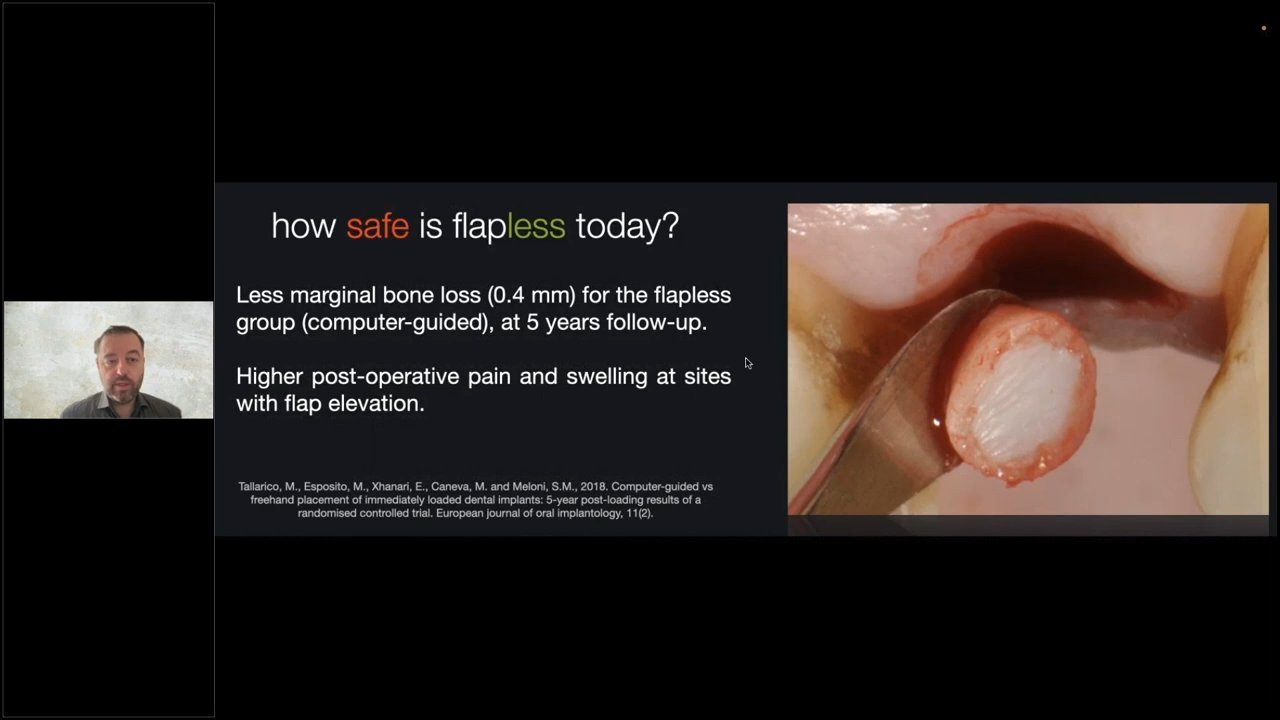 how safe is flapless today?
Less marginal bone loss (0.4 mm) for the flapless
group (computer-guided), at 5 years follow-up.
Higher post-operative pain and swelling at sites
with flap elevation.
Tallarico, M., Esposito, M., Xhanari, E., Caneva, M. and Meloni, S.M., 2018. Computer-guided vs
freehand placement of immediately loaded dental implants: 5-year post-loading results of a
randomised controlled trial. European journal of oral implantology, 11(2).